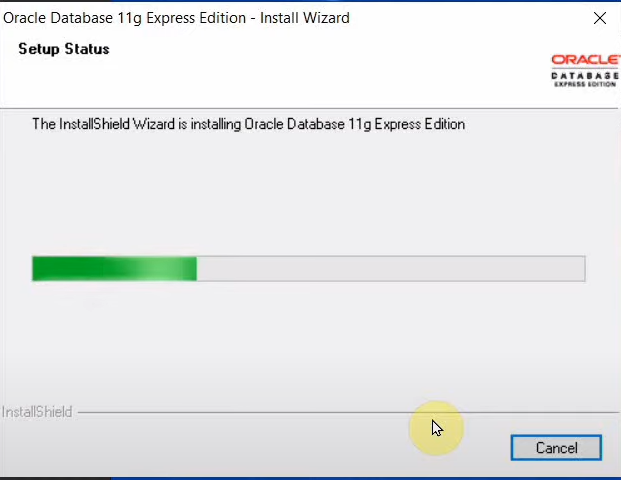 Oracle Database 11g Express Edition - Install Wizard
Setup Status
ORACLE
DATABASE
EXPRESS EDITION
The InstallShield Wizard is installing Oracle Database 11g Express Edition
InstallShield
Cancel